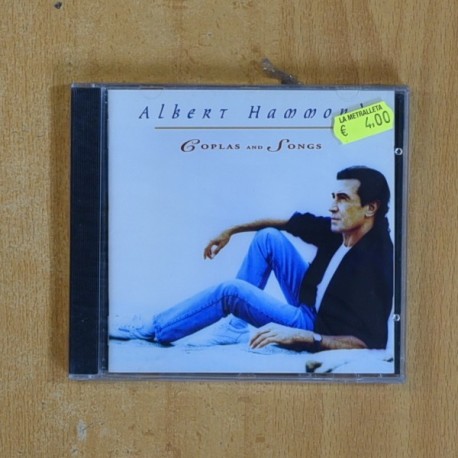 Albert Hammond
Coplas and Songs
LA METRALLETA
€ 4,00